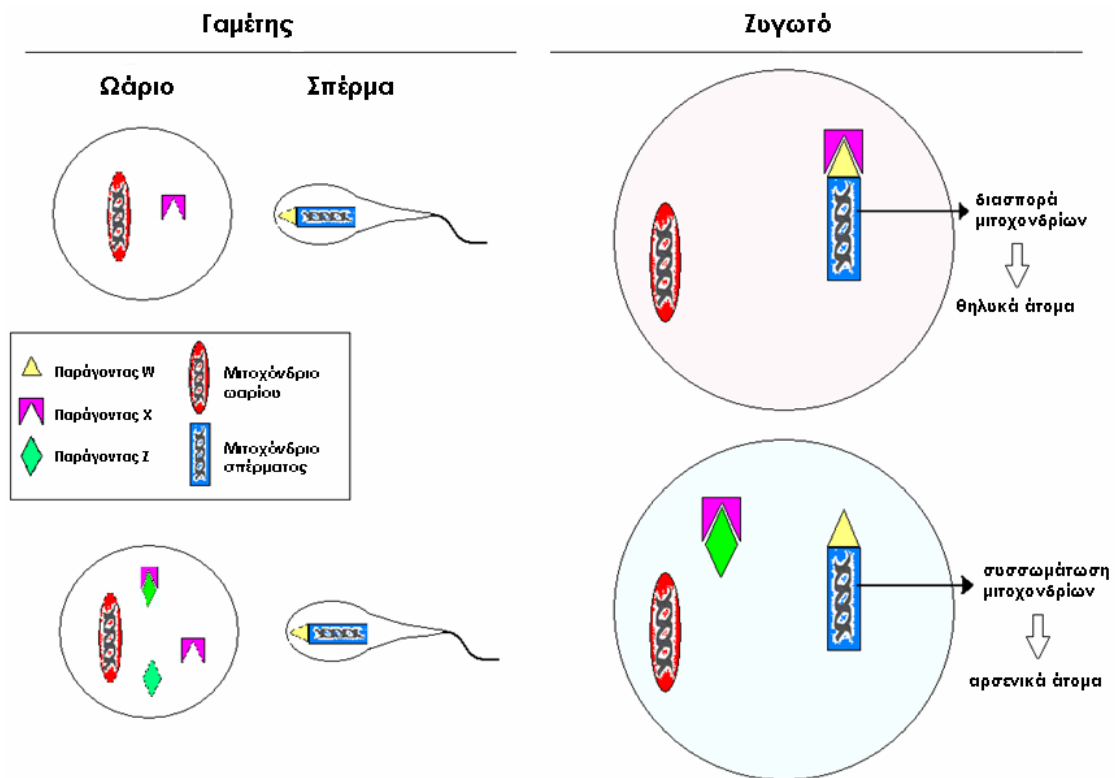 Γαμέτης
Ζυγωτό
Ωάριο
Σπέρμα
διασπορά
μιτοχονδρίων
θηλυκά άτομα
Παράγοντας W
Παράγοντας X
Παράγοντας Z
Μιτοχόνδριο
ωαρίου
Μιτοχόνδριο
σπέρματος
συσσωμάτωση
μιτοχονδρίων
αρσενικά άτομα